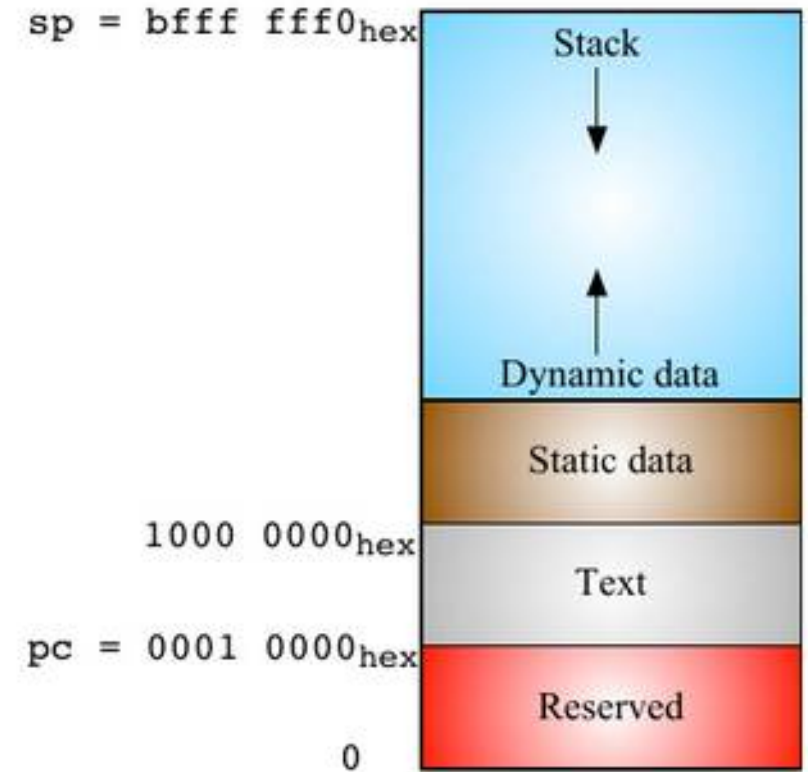 sp = bfff fff0hex
Stack
Dynamic data
Static data
1000 0000hex
Text
pc = 0001 0000hex
Reserved
0